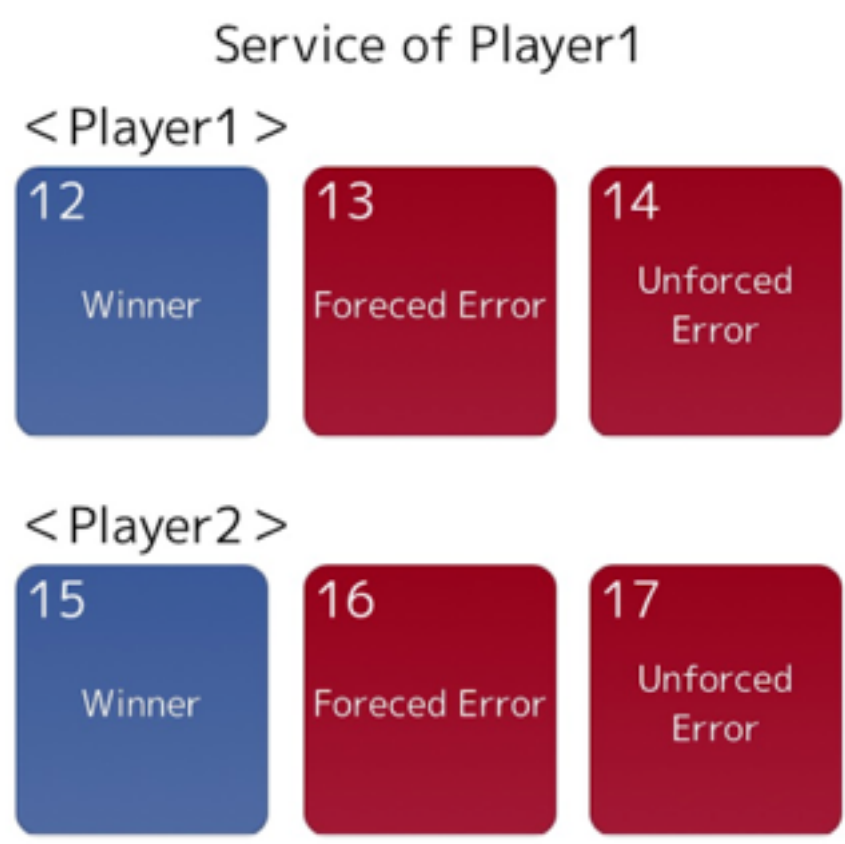 Service of Player1
<Player1>
12
Winner
13
Foreced Error
14
Unforced
Error
<Player2>
15
Winner
16
Foreced Error
17
Unforced
Error